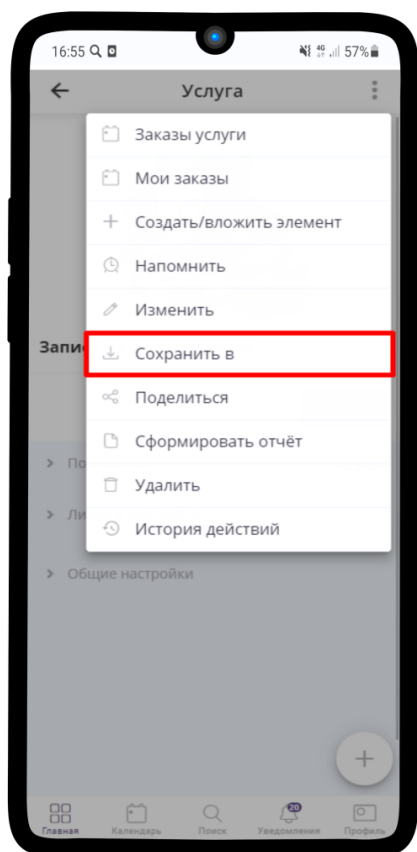 16:55 57%
Услуга
Заказы услуги
Мои заказы
Создать/вложить элемент
Напомнить
Изменить
Запи
Сохранить в
Поделиться
Сформировать отчёт
По
Удалить
Ли
История действий
Общие настройки
20
Главная Календарь Поиск Уведомления Профиль